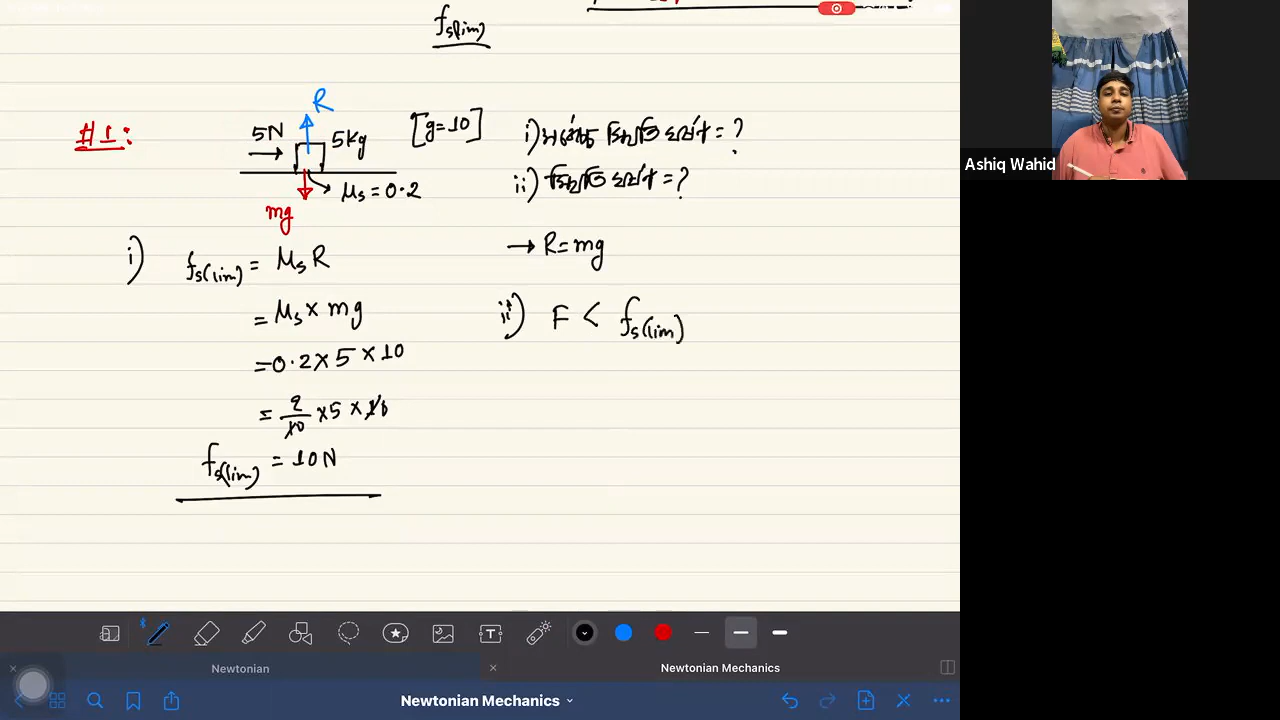 fs(lim)
#1:
R
5N
5Kg
[g=10]
μs = 0.2
mg
i) সর্বোচ্চ স্থিতি ঘর্ষণ = ?
ii) স্থিতি ঘর্ষণ = ?
i)
fs(lim) = μs R
= μs × mg
= 0.2 × 5 × 10
= 2/10 × 5 × 10
fs(lim) = 10N
→ R = mg
ii) F < fs(lim)
Ashiq Wahid
Newtonian
Newtonian Mechanics
Newtonian Mechanics